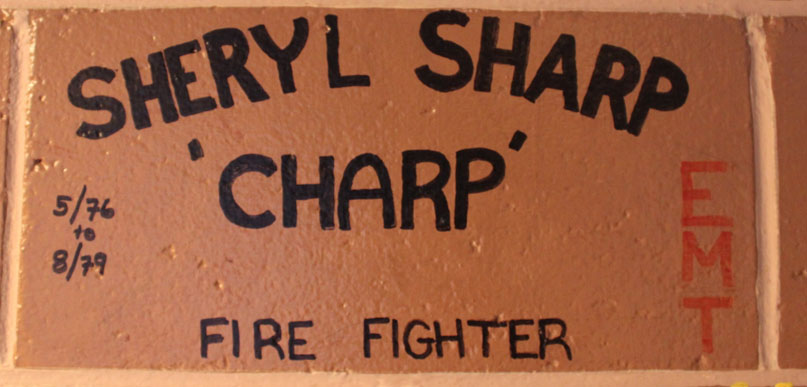 SHERYL SHARP
'CHARP'
5/76
to
8/79
EMT
FIRE FIGHTER